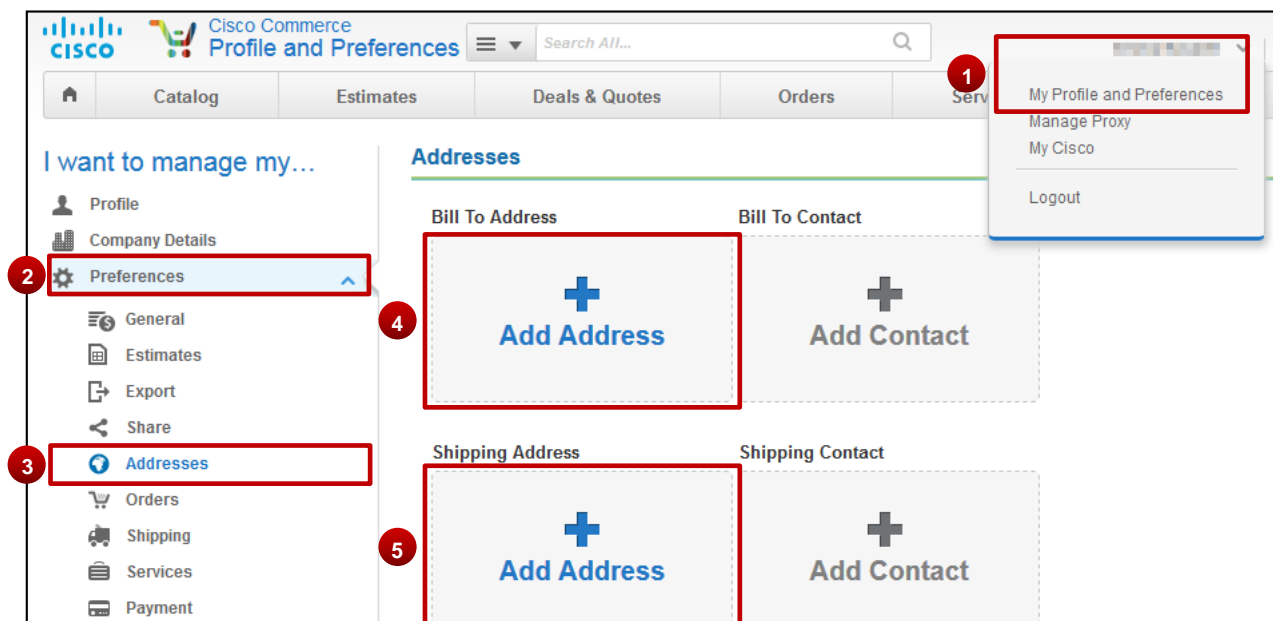 Cisco Commerce
CISCO Profile and Preferences Search All...
1
Catalog Estimates Deals & Quotes Orders Serv
My Profile and Preferences
Manage Proxy
My Cisco
Logout
I want to manage my...
Profile
Company Details
2 Preferences
General
Estimates
Export
Share
3 Addresses
Orders
Shipping
Services
Payment
Addresses
Bill To Address Bill To Contact
4 Add Address Add Contact
Shipping Address Shipping Contact
5 Add Address Add Contact